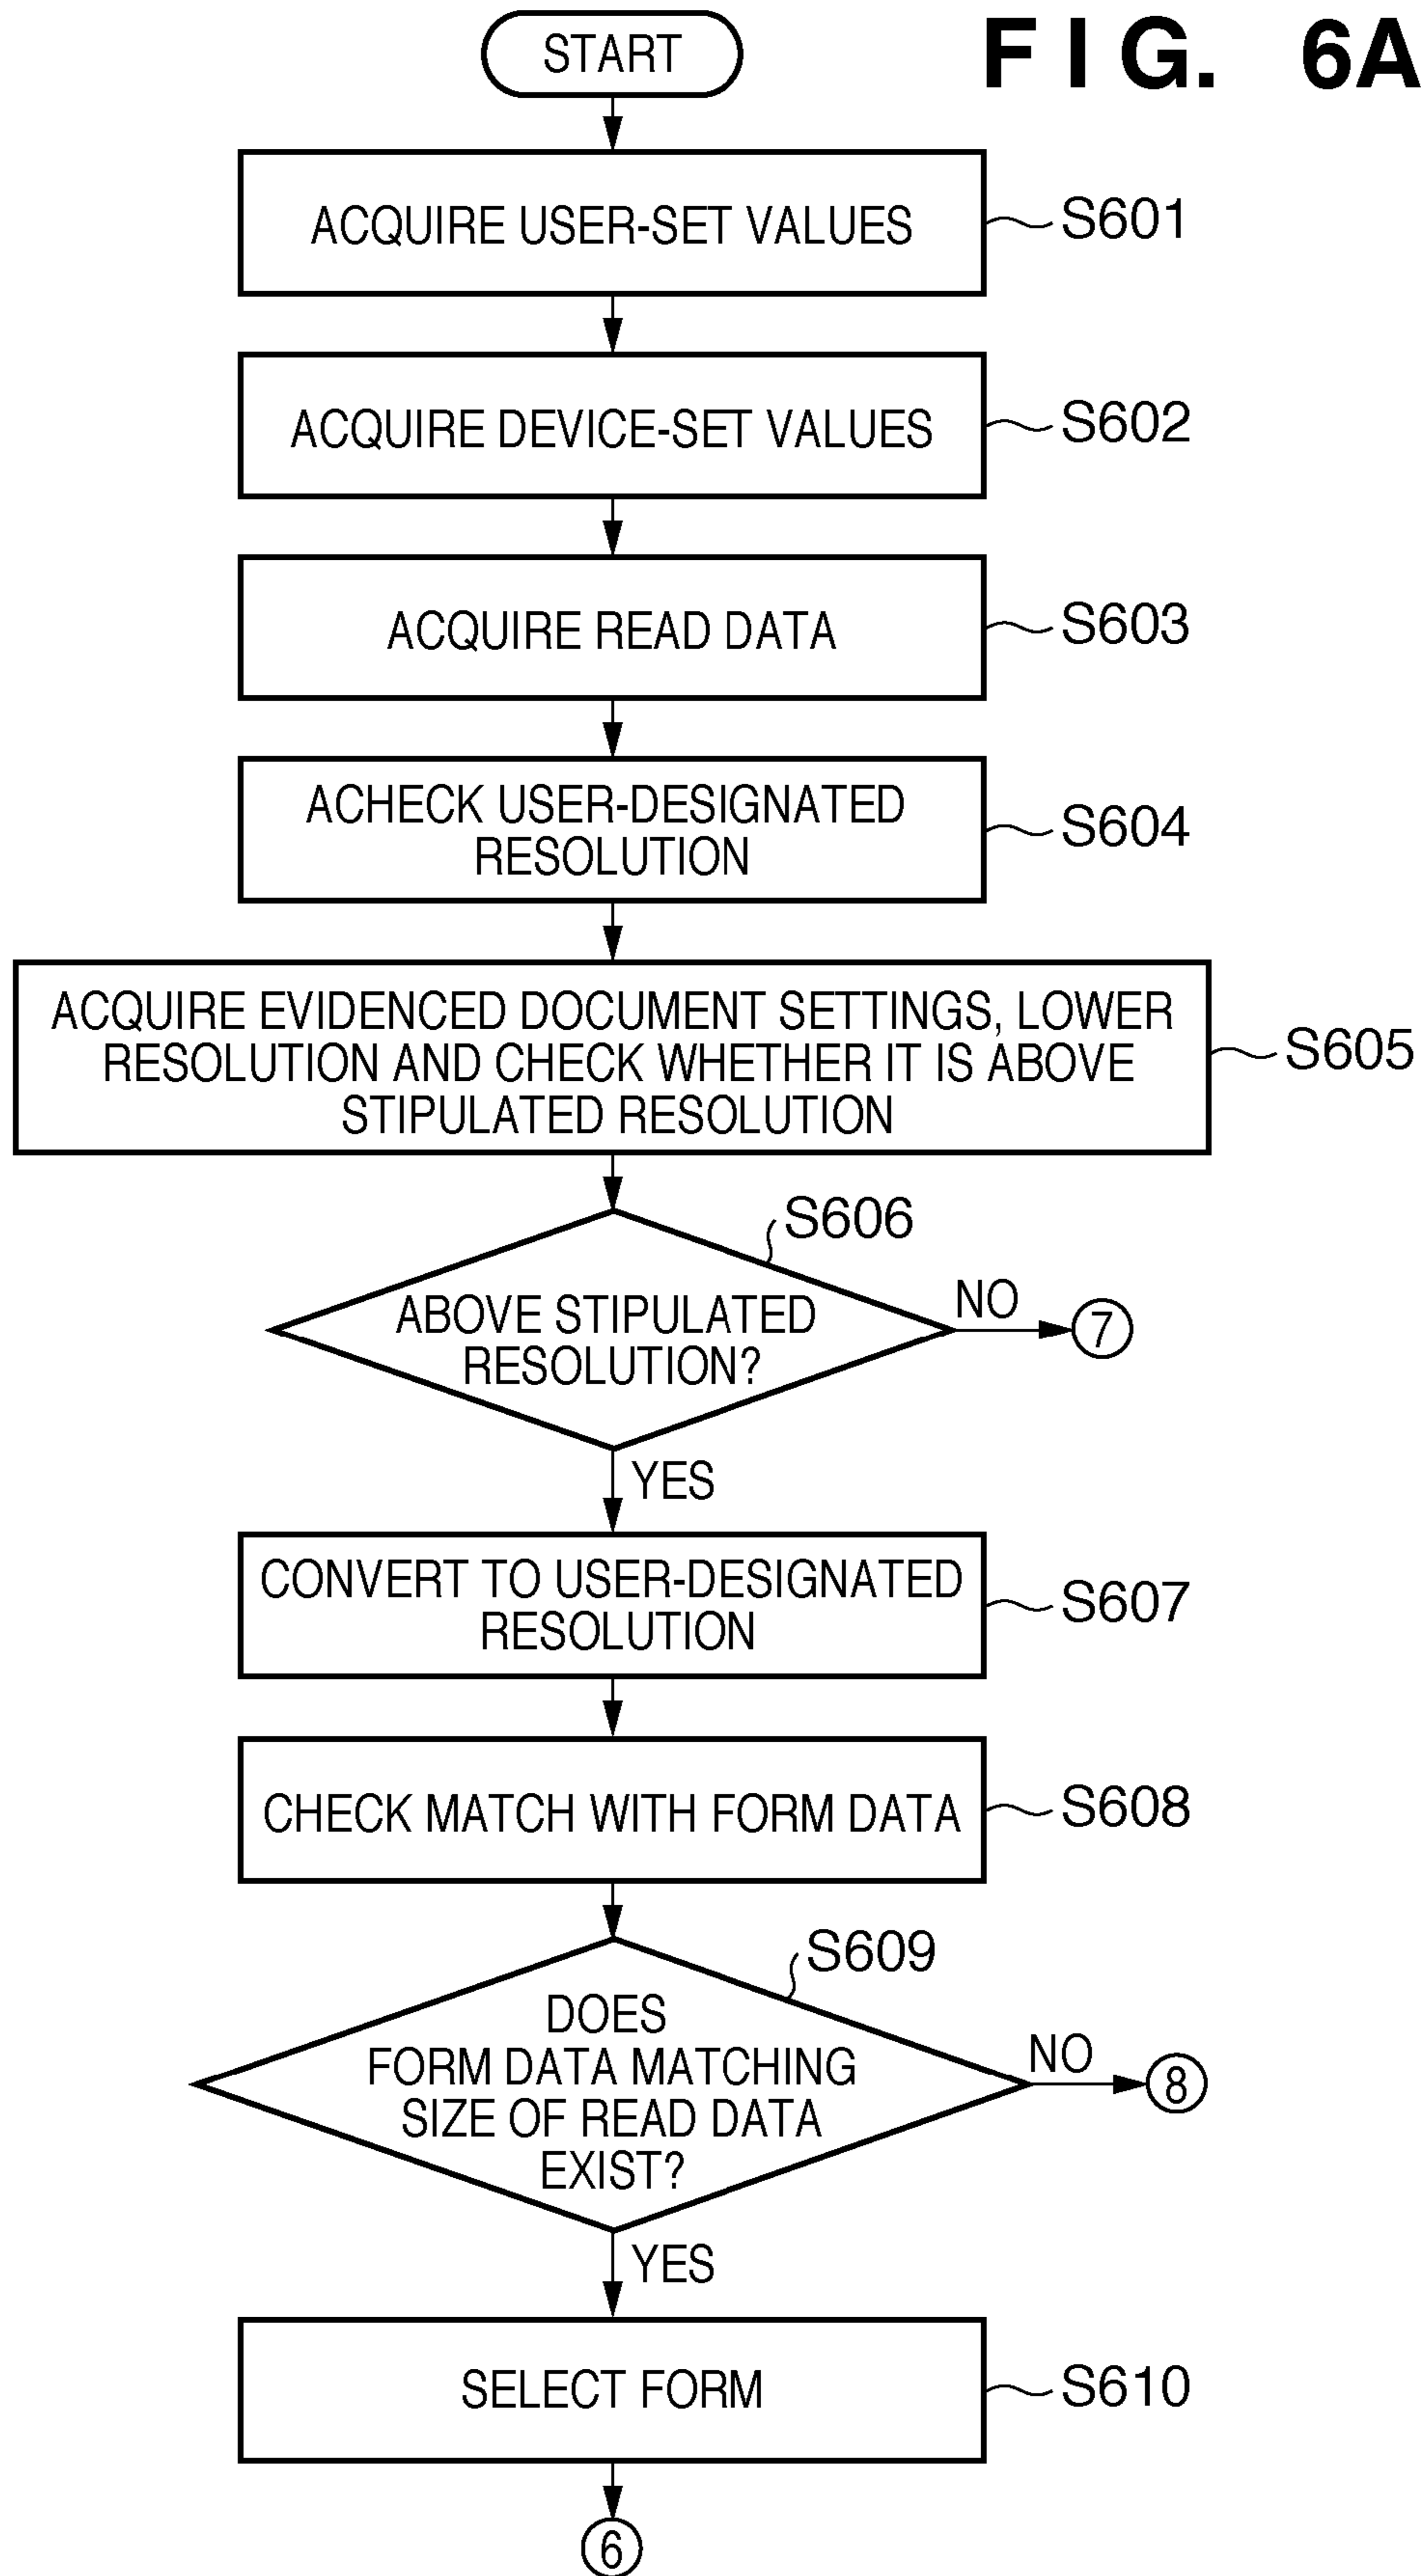 START
FIG. 6A
ACQUIRE USER-SET VALUES
S601
ACQUIRE DEVICE-SET VALUES
S602
ACQUIRE READ DATA
S603
ACHECK USER-DESIGNATED
RESOLUTION
S604
ACQUIRE EVIDENCED DOCUMENT SETTINGS, LOWER
RESOLUTION AND CHECK WHETHER IT IS ABOVE
STIPULATED RESOLUTION
S605
S606
ABOVE STIPULATED
RESOLUTION?
NO
7
YES
CONVERT TO USER-DESIGNATED
RESOLUTION
S607
CHECK MATCH WITH FORM DATA
S608
S609
DOES
FORM DATA MATCHING
SIZE OF READ DATA
EXIST?
NO
8
YES
SELECT FORM
S610
6